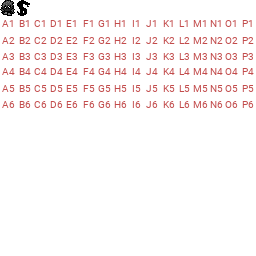 A1 B1 C1 D1 E1 F1 G1 H1 I1 J1 K1 L1 M1 N1 O1 P1
A2 B2 C2 D2 E2 F2 G2 H2 I2 J2 K2 L2 M2 N2 O2 P2
A3 B3 C3 D3 E3 F3 G3 H3 I3 J3 K3 L3 M3 N3 O3 P3
A4 B4 C4 D4 E4 F4 G4 H4 I4 J4 K4 L4 M4 N4 O4 P4
A5 B5 C5 D5 E5 F5 G5 H5 I5 J5 K5 L5 M5 N5 O5 P5
A6 B6 C6 D6 E6 F6 G6 H6 I6 J6 K6 L6 M6 N6 O6 P6